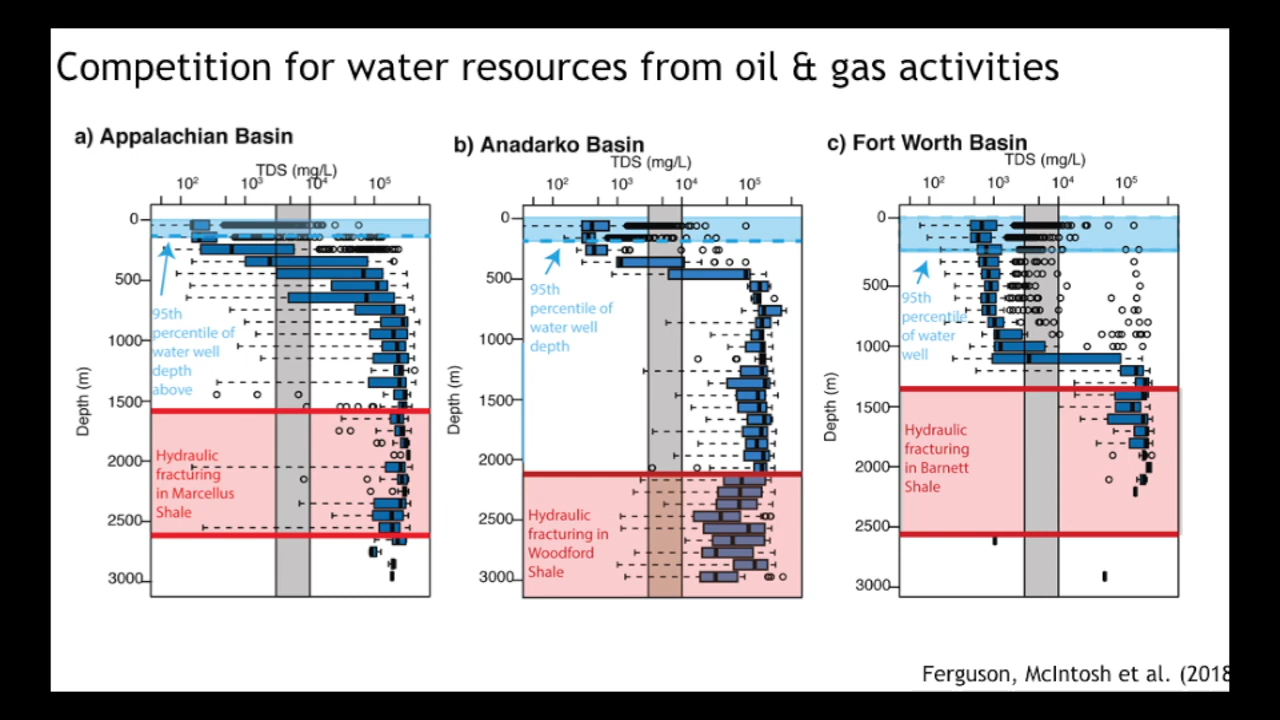 Competition for water resources from oil & gas activities
a) Appalachian Basin
TDS (mg/L)
10² 10³ 10⁴ 10⁵
0
500
1000
1500
2000
2500
3000
Depth (m)
95th
percentile of
water well
depth
above
Hydraulic
fracturing
in Marcellus
Shale
b) Anadarko Basin
TDS (mg/L)
10² 10³ 10⁴ 10⁵
0
500
1000
1500
2000
2500
3000
Depth (m)
95th
percentile of
water well
depth
Hydraulic
fracturing in
Woodford
Shale
c) Fort Worth Basin
TDS (mg/L)
10² 10³ 10⁴ 10⁵
0
500
1000
1500
2000
2500
3000
Depth (m)
95th
percentile
of water
well
Hydraulic
fracturing
in Barnett
Shale
Ferguson, McIntosh et al. (2018